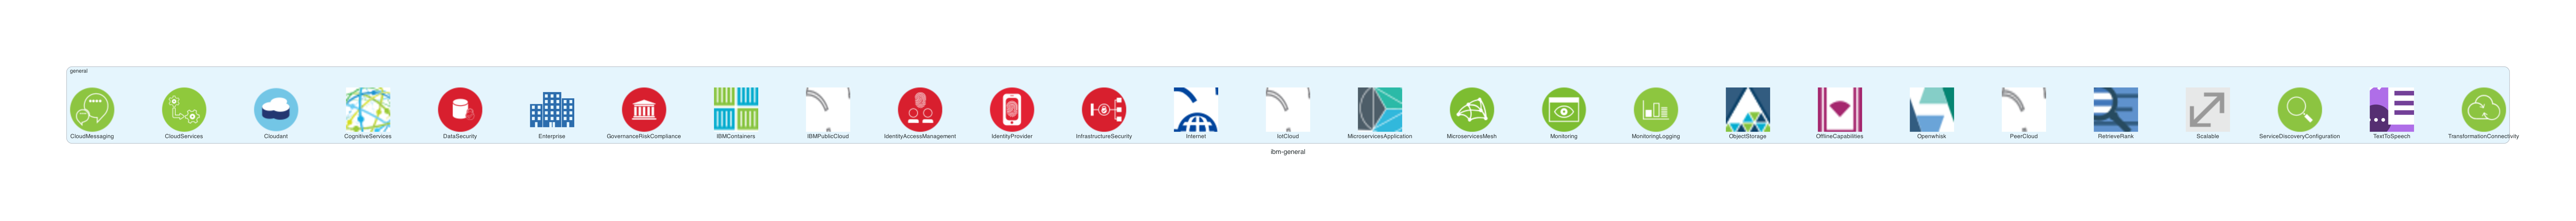 general
CloudMessaging
CloudServices
Cloudant
CognitiveServices
DataSecurity
Enterprise
GovernanceRiskCompliance
IBMContainers
IBMPublicCloud
IdentityAccessManagement
IdentityProvider
InfrastructureSecurity
Internet
IotCloud
MicroservicesApplication
MicroservicesMesh
Monitoring
MonitoringLogging
ObjectStorage
OfflineCapabilities
Openwhisk
PeerCloud
RetrieveRank
Scalable
ServiceDiscoveryConfiguration
TextToSpeech
TransformationConnectivity
ibm-general